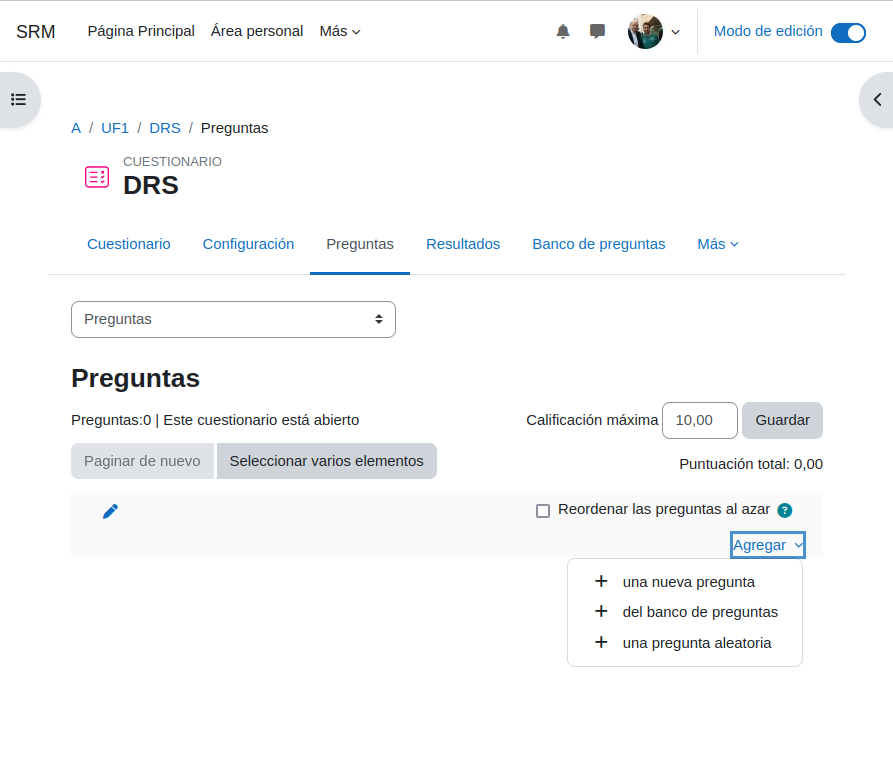 SRM Página Principal Área personal Más Modo de edición
A / UF1 / DRS / Preguntas
CUESTIONARIO
DRS
Cuestionario Configuración Preguntas Resultados Banco de preguntas Más
Preguntas
Preguntas
Preguntas:0 | Este cuestionario está abierto Calificación máxima 10,00 Guardar
Paginar de nuevo Seleccionar varios elementos Puntuación total: 0,00
Reordenar las preguntas al azar ?
Agregar
+ una nueva pregunta
+ del banco de preguntas
+ una pregunta aleatoria